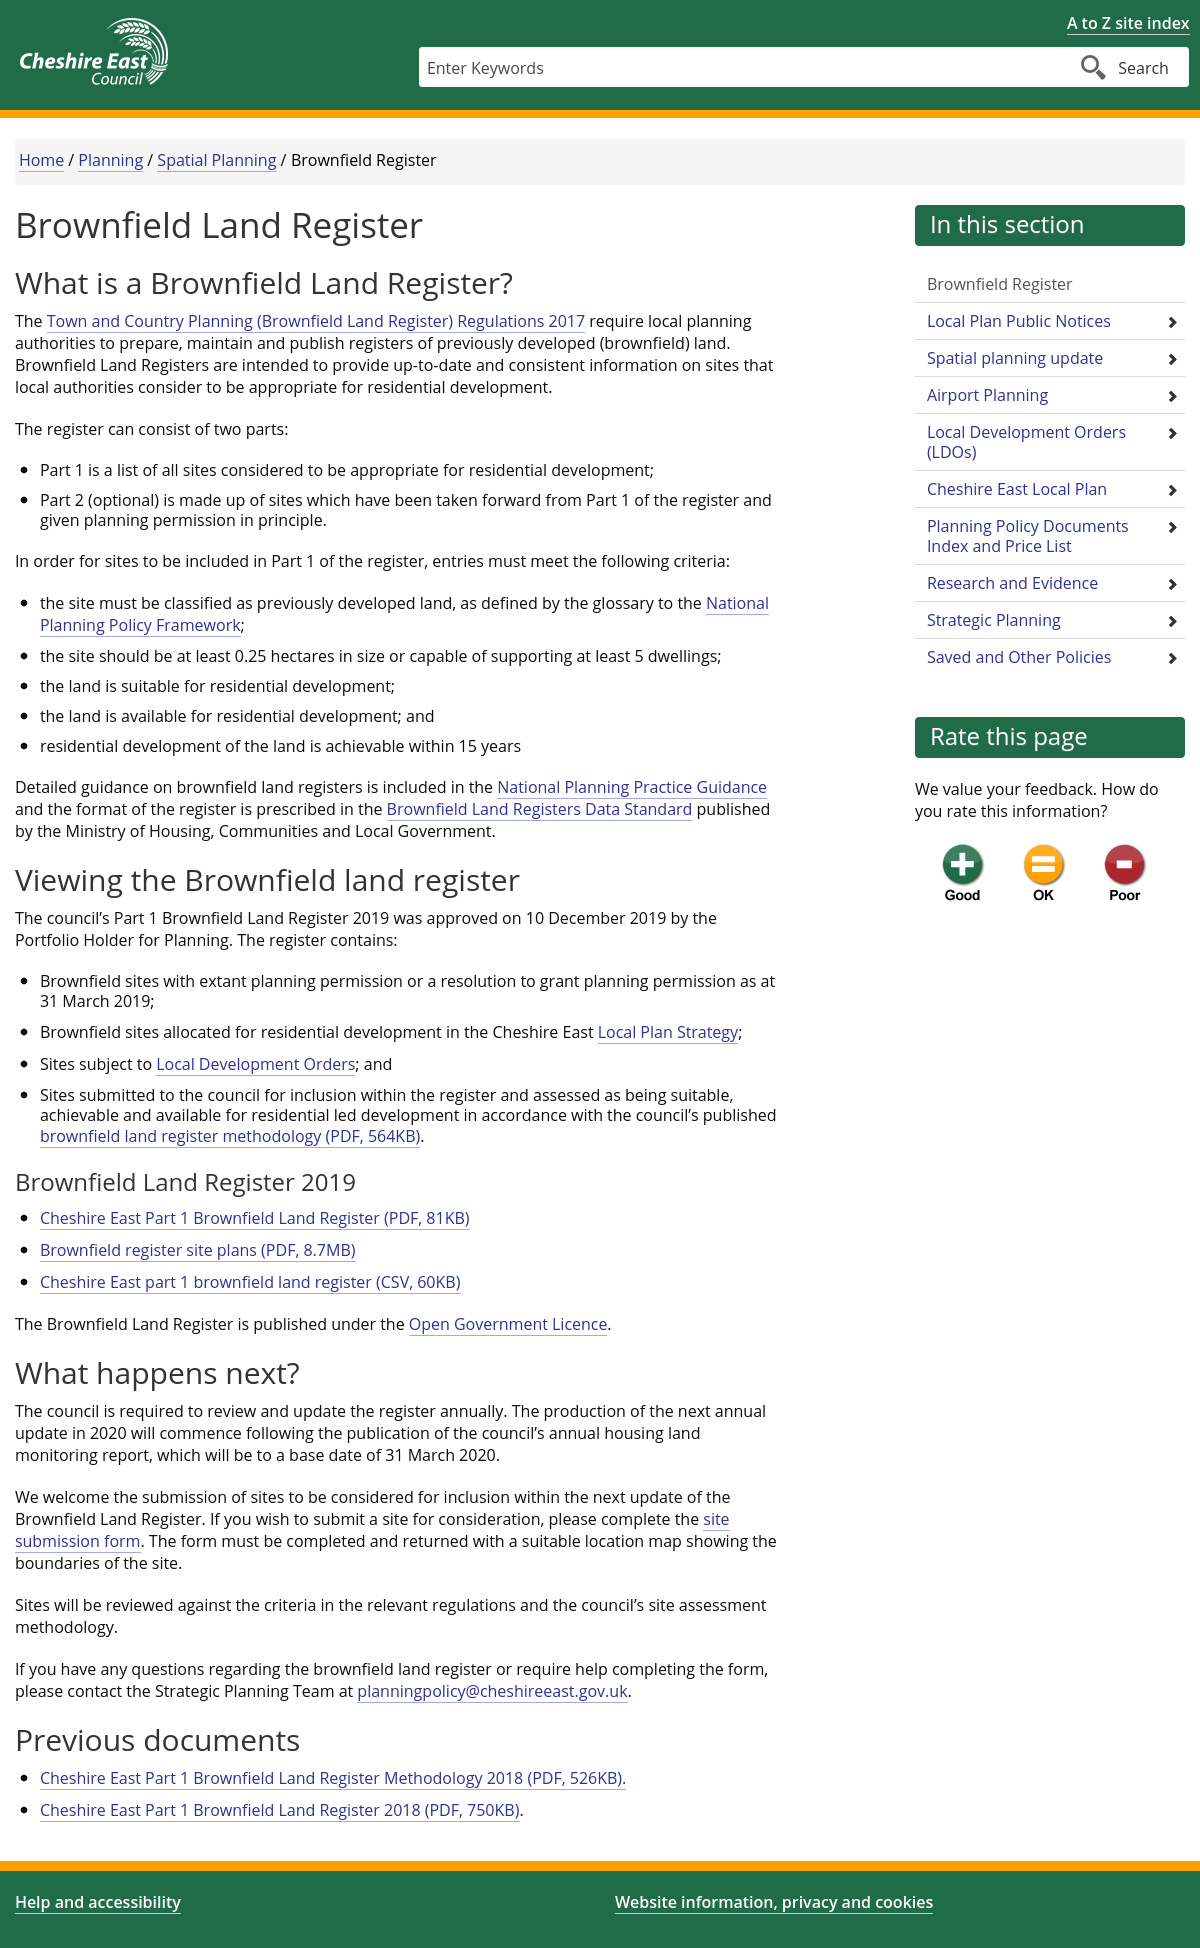 A to Z site index
Cheshire East
Council
Enter Keywords
Search
Home / Planning / Spatial Planning / Brownfield Register
Brownfield Land Register
What is a Brownfield Land Register?
The Town and Country Planning (Brownfield Land Register) Regulations 2017 require local planning
authorities to prepare, maintain and publish registers of previously developed (brownfield) land.
Brownfield Land Registers are intended to provide up-to-date and consistent information on sites that
local authorities consider to be appropriate for residential development.
The register can consist of two parts:
Part 1 is a list of all sites considered to be appropriate for residential development;
Part 2 (optional) is made up of sites which have been taken forward from Part 1 of the register and
given planning permission in principle.
In order for sites to be included in Part 1 of the register, entries must meet the following criteria:
the site must be classified as previously developed land, as defined by the glossary to the National
Planning Policy Framework;
the site should be at least 0.25 hectares in size or capable of supporting at least 5 dwellings;
the land is suitable for residential development;
the land is available for residential development; and
residential development of the land is achievable within 15 years
Detailed guidance on brownfield land registers is included in the National Planning Practice Guidance
and the format of the register is prescribed in the Brownfield Land Registers Data Standard published
by the Ministry of Housing, Communities and Local Government.
Viewing the Brownfield land register
The council’s Part 1 Brownfield Land Register 2019 was approved on 10 December 2019 by the
Portfolio Holder for Planning. The register contains:
Brownfield sites with extant planning permission or a resolution to grant planning permission as at
31 March 2019;
Brownfield sites allocated for residential development in the Cheshire East Local Plan Strategy;
Sites subject to Local Development Orders; and
Sites submitted to the council for inclusion within the register and assessed as being suitable,
achievable and available for residential led development in accordance with the council’s published
brownfield land register methodology (PDF, 564KB).
Brownfield Land Register 2019
Cheshire East Part 1 Brownfield Land Register (PDF, 81KB)
Brownfield register site plans (PDF, 8.7MB)
Cheshire East part 1 brownfield land register (CSV, 60KB)
The Brownfield Land Register is published under the Open Government Licence.
What happens next?
The council is required to review and update the register annually. The production of the next annual
update in 2020 will commence following the publication of the council’s annual housing land
monitoring report, which will be to a base date of 31 March 2020.
We welcome the submission of sites to be considered for inclusion within the next update of the
Brownfield Land Register. If you wish to submit a site for consideration, please complete the site
submission form. The form must be completed and returned with a suitable location map showing the
boundaries of the site.
Sites will be reviewed against the criteria in the relevant regulations and the council’s site assessment
methodology.
If you have any questions regarding the brownfield land register or require help completing the form,
please contact the Strategic Planning Team at planningpolicy@cheshireeast.gov.uk.
Previous documents
Cheshire East Part 1 Brownfield Land Register Methodology 2018 (PDF, 526KB).
Cheshire East Part 1 Brownfield Land Register 2018 (PDF, 750KB).
In this section
Brownfield Register
Local Plan Public Notices
Spatial planning update
Airport Planning
Local Development Orders
(LDOs)
Cheshire East Local Plan
Planning Policy Documents
Index and Price List
Research and Evidence
Strategic Planning
Saved and Other Policies
Rate this page
We value your feedback. How do
you rate this information?
Good OK Poor
Help and accessibility
Website information, privacy and cookies